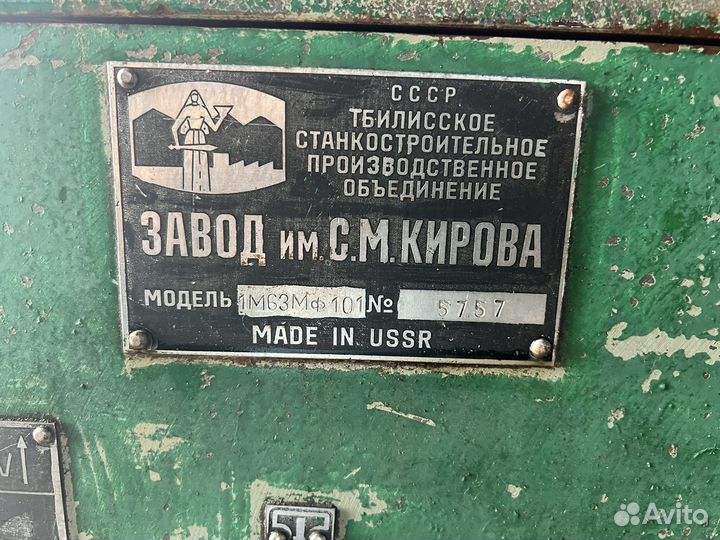 СССР
ТБИЛИССКОЕ
СТАНКОСТРОИТЕЛЬНОЕ
ПРОИЗВОДСТВЕННОЕ
ОБЪЕДИНЕНИЕ
ЗАВОД ИМ. С.М.КИРОВА
МОДЕЛЬ 1М63МФ101 № 5757
MADE IN USSR
Avito